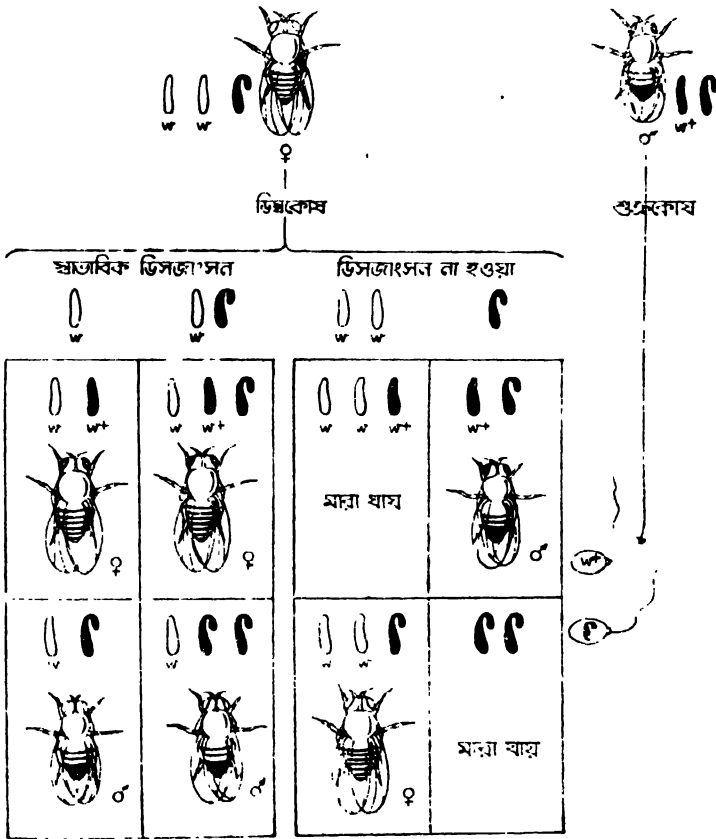 w w w+
♀ ♂
ডিম্বকোষ শুক্রকোষ
স্বাভাবিক ডিসজাংসন ডিসজাংসন না হওয়া
w w w w
w w+ w w+ w w w+ w+
মারা যায়
♀ ♀ ♂ w+
w w w w
মারা যায়
♂ ♂ ♀